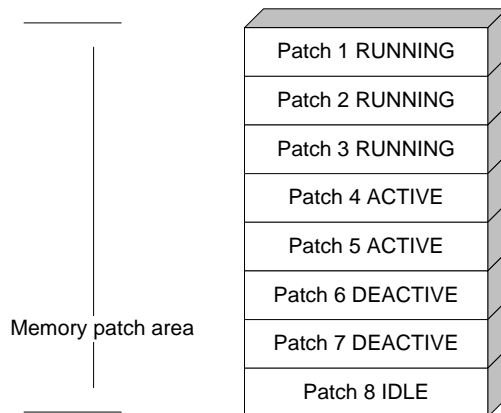 Patch 1 RUNNING
Patch 2 RUNNING
Patch 3 RUNNING
Patch 4 ACTIVE
Patch 5 ACTIVE
Patch 6 DEACTIVE
Memory patch area
Patch 7 DEACTIVE
Patch 8 IDLE